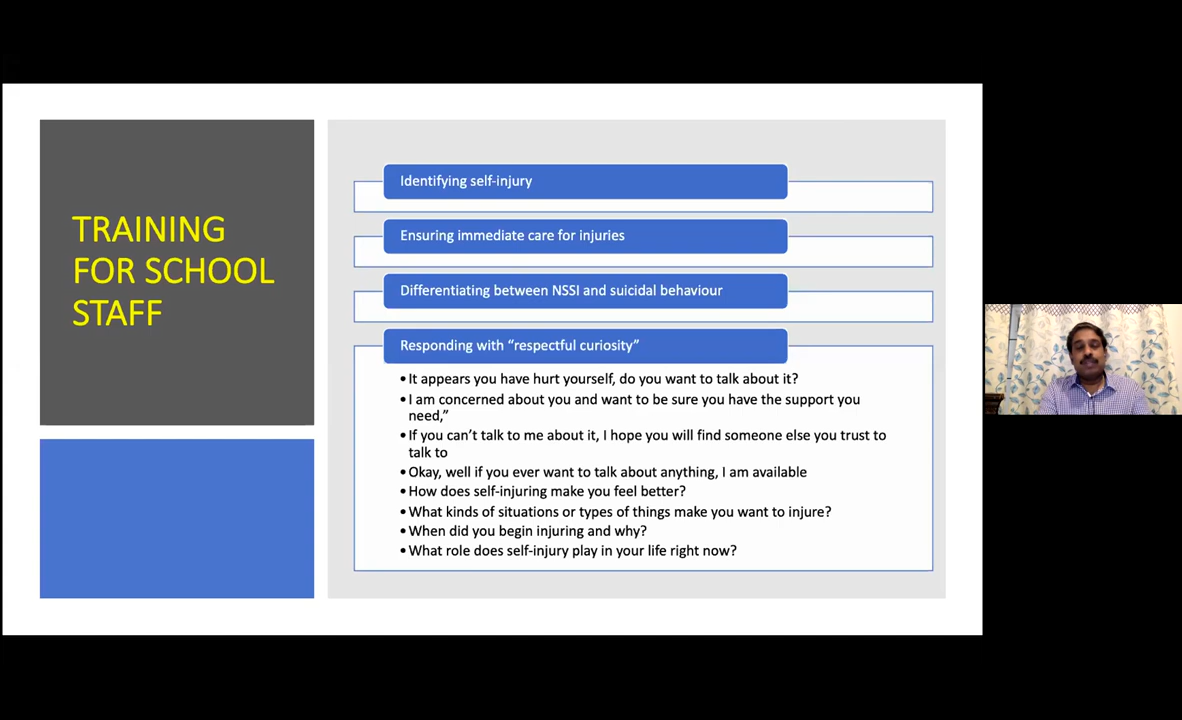 TRAINING
FOR SCHOOL
STAFF
Identifying self-injury
Ensuring immediate care for injuries
Differentiating between NSSI and suicidal behaviour
Responding with “respectful curiosity”
•It appears you have hurt yourself, do you want to talk about it?
•I am concerned about you and want to be sure you have the support you
need,”
•If you can’t talk to me about it, I hope you will find someone else you trust to
talk to
•Okay, well if you ever want to talk about anything, I am available
•How does self-injuring make you feel better?
•What kinds of situations or types of things make you want to injure?
•When did you begin injuring and why?
•What role does self-injury play in your life right now?